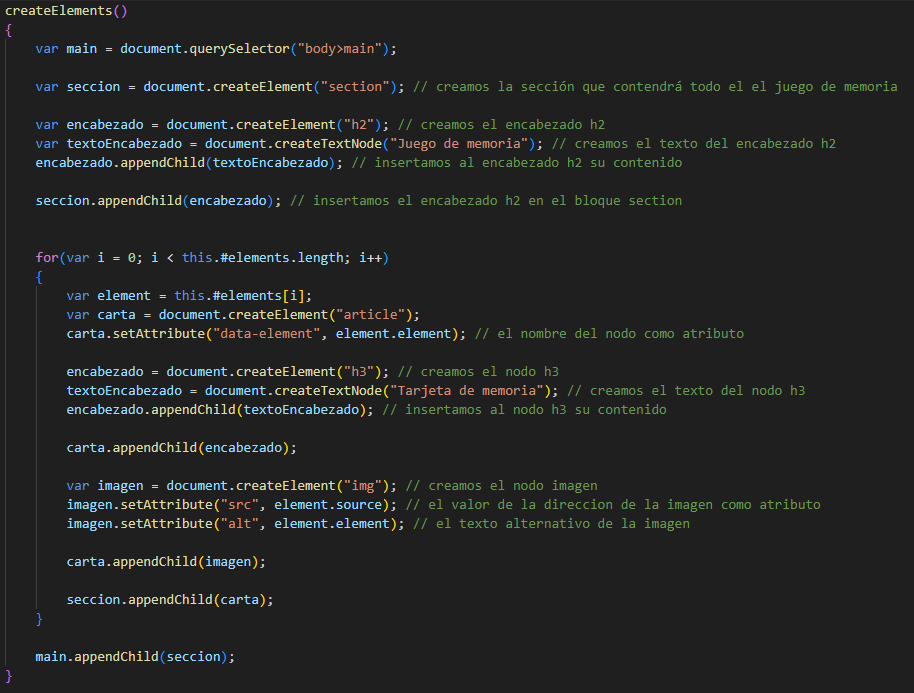 createElements()
{
    var main = document.querySelector("body>main");

    var seccion = document.createElement("section"); // creamos la sección que contendrá todo el el juego de memoria

    var encabezado = document.createElement("h2"); // creamos el encabezado h2
    var textoEncabezado = document.createTextNode("Juego de memoria"); // creamos el texto del encabezado h2
    encabezado.appendChild(textoEncabezado); // insertamos al encabezado h2 su contenido

    seccion.appendChild(encabezado); // insertamos el encabezado h2 en el bloque section


    for(var i = 0; i < this.#elements.length; i++)
    {
        var element = this.#elements[i];
        var carta = document.createElement("article");
        carta.setAttribute("data-element", element.element); // el nombre del nodo como atributo

        encabezado = document.createElement("h3"); // creamos el nodo h3
        textoEncabezado = document.createTextNode("Tarjeta de memoria"); // creamos el texto del nodo h3
        encabezado.appendChild(textoEncabezado); // insertamos al nodo h3 su contenido

        carta.appendChild(encabezado);

        var imagen = document.createElement("img"); // creamos el nodo imagen
        imagen.setAttribute("src", element.source); // el valor de la direccion de la imagen como atributo
        imagen.setAttribute("alt", element.element); // el texto alternativo de la imagen

        carta.appendChild(imagen);

        seccion.appendChild(carta);
    }

    main.appendChild(seccion);
}